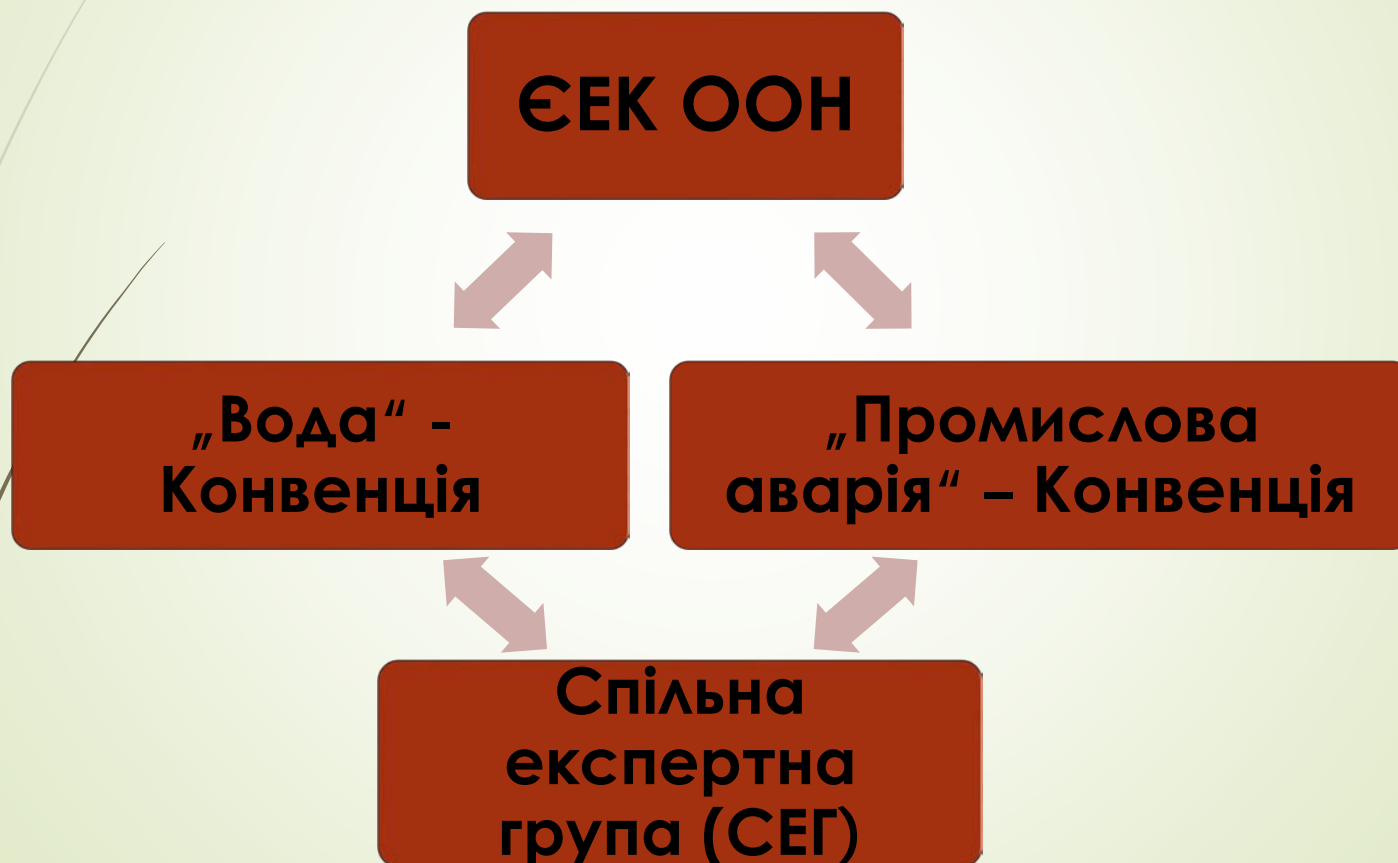 ЄЕК ООН
„Вода“ -
Конвенція
„Промислова
аварія“ – Конвенція
Спільна
експертна
група (СЕГ)